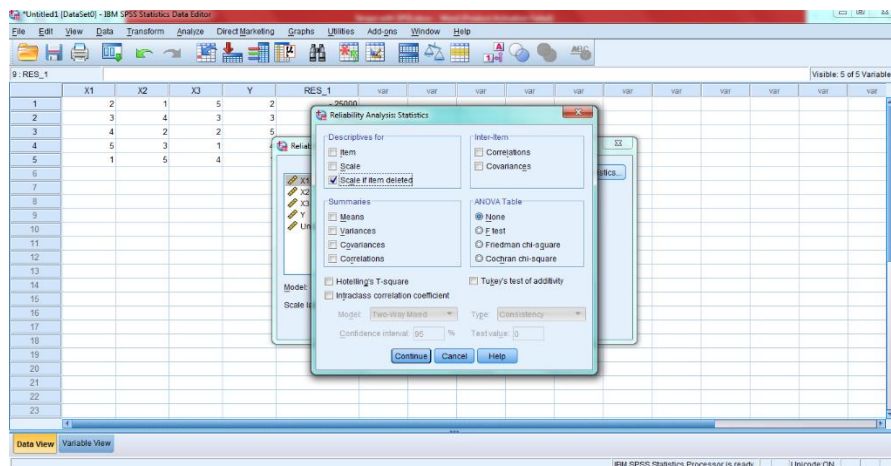 *Untitled1 [DataSet0] - IBM SPSS Statistics Data Editor
File Edit View Data Transform Analyze Direct Marketing Graphs Utilities Add-ons Window Help
9 : RES_1 Visible: 5 of 5 Variable
X1 X2 X3 Y RES_1 var var var var var var var var var
1 2 1 5 2 -.25000
2 3 4 3 3
3 4 2 2 5
4 5 3 1
5 1 5 4
6
7
8
9
10
11
12
13
14
15
16
17
18
19
20
21
22
23
Reliab
X1
X2
X3
Y
Un
Model:
Scale l
stics...
Reliability Analysis: Statistics
Descriptives for
Item
Scale
Scale if item deleted
Inter-Item
Correlations
Covariances
Summaries
Means
Variances
Covariances
Correlations
ANOVA Table
None
F test
Friedman chi-square
Cochran chi-square
Hotelling's T-square Tukey's test of additivity
Intraclass correlation coefficient
Model: Two-Way Mixed Type: Consistency
Confidence interval: 95 % Test value: 0
Continue Cancel Help
Data View Variable View
IBM SPSS Statistics Processor is ready Unicode:ON